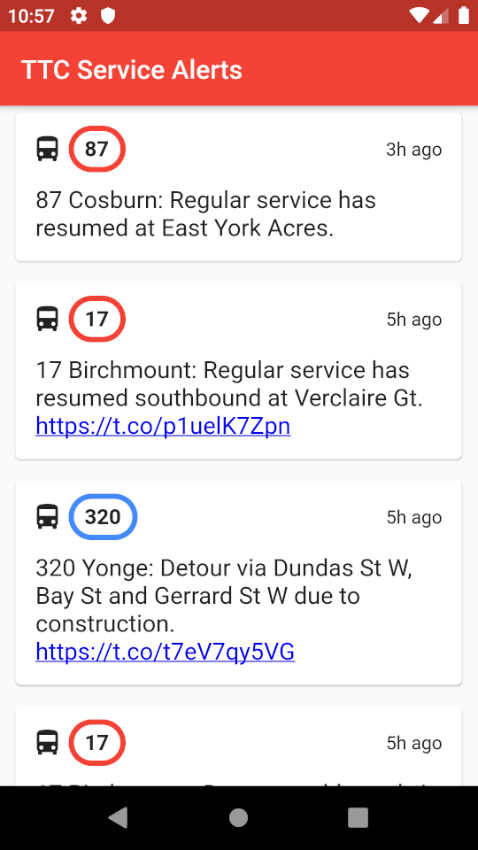 10:57
TTC Service Alerts
87
3h ago
87 Cosburn: Regular service has
resumed at East York Acres.
17
5h ago
17 Birchmount: Regular service has
resumed southbound at Verclaire Gt.
https://t.co/p1uelK7Zpn
320
5h ago
320 Yonge: Detour via Dundas St W,
Bay St and Gerrard St W due to
construction.
https://t.co/t7eV7qy5VG
17
5h ago